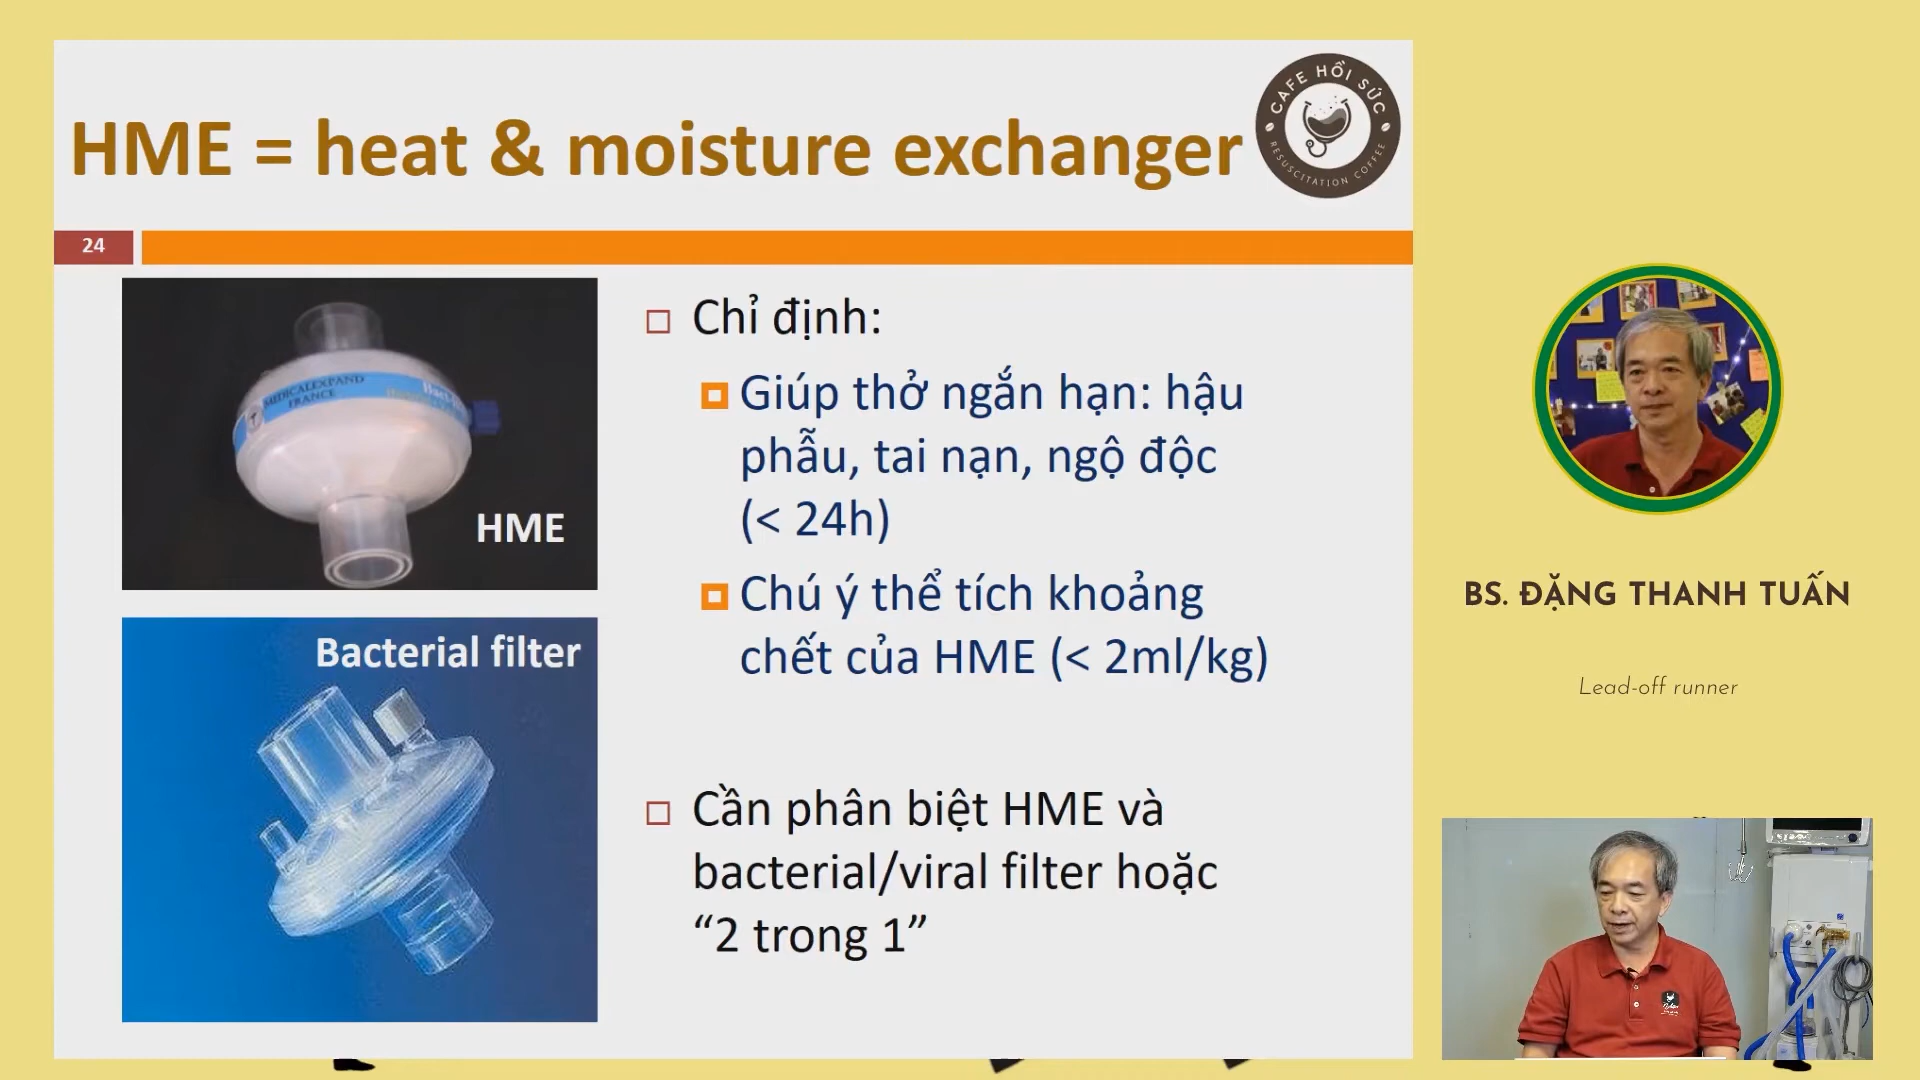 HME = heat & moisture exchanger
CAFE HỒI SỨC
RESUSCITATION COFFEE
24
MEDICALEXPAND
FRANCE
HME
Bacterial filter
Chỉ định:
Giúp thở ngắn hạn: hậu
phẫu, tai nạn, ngộ độc
(< 24h)
Chú ý thể tích khoảng
chết của HME (< 2ml/kg)
Cần phân biệt HME và
bacterial/viral filter hoặc
“2 trong 1”
BS. ĐẶNG THANH TUẤN
Lead-off runner